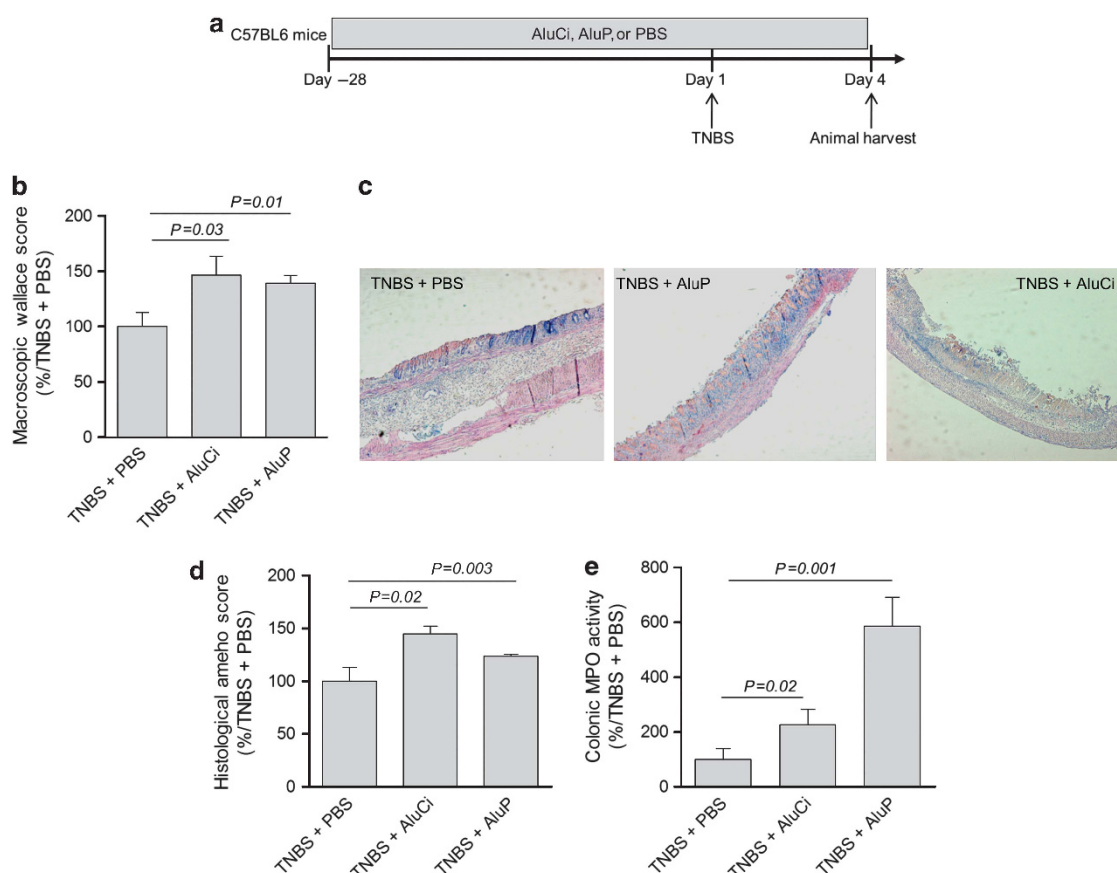 a
C57BL6 mice
AluCi, AluP, or PBS
Day –28
Day 1
Day 4
TNBS
Animal harvest
b
Macroscopic wallace score
(%/TNBS + PBS)
200
150
100
50
0
P=0.01
P=0.03
TNBS + PBS
TNBS + AluCi
TNBS + AluP
c
TNBS + PBS
TNBS + AluP
TNBS + AluCi
d
Histological ameho score
(%/TNBS + PBS)
200
150
100
50
0
P=0.003
P=0.02
TNBS + PBS
TNBS + AluCi
TNBS + AluP
e
Colonic MPO activity
(%/TNBS + PBS)
800
600
400
200
0
P=0.001
P=0.02
TNBS + PBS
TNBS + AluCi
TNBS + AluP